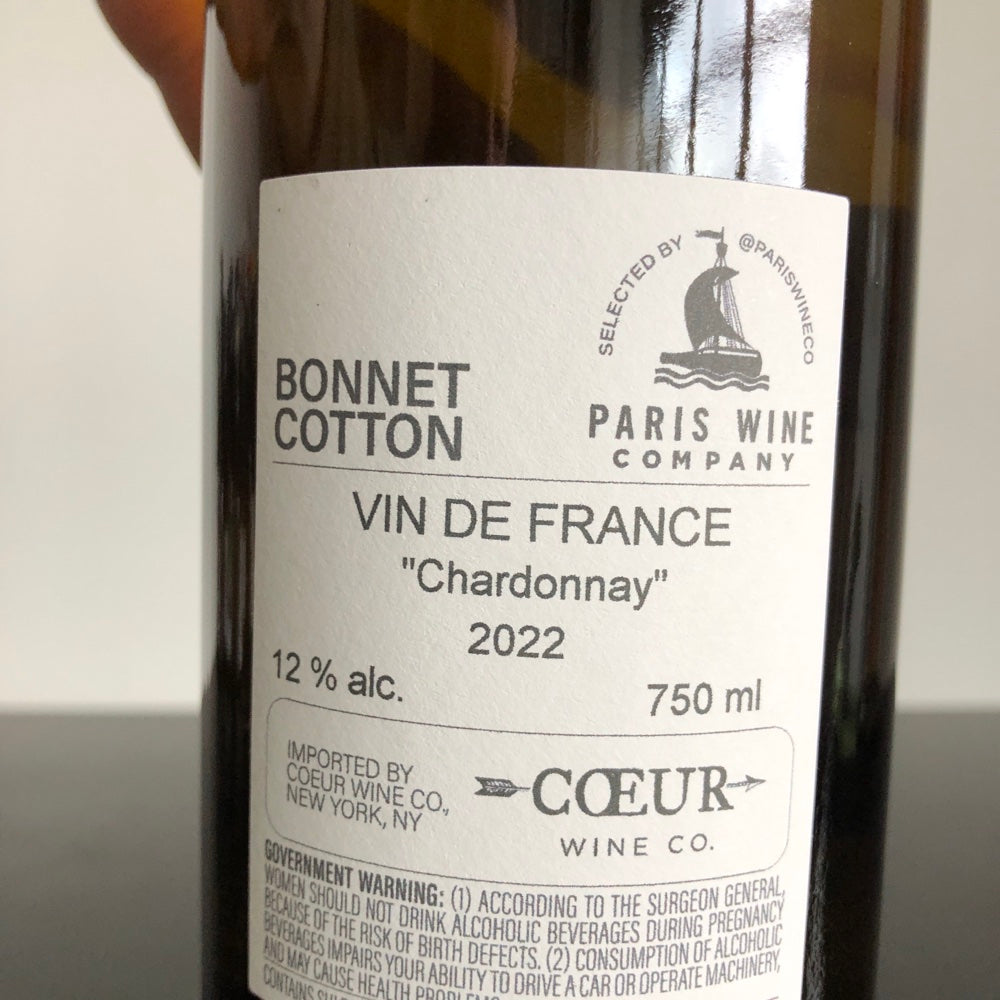 SELECTED BY @PARISWINECO
BONNET
COTTON
PARIS WINE
COMPANY
VIN DE FRANCE
"Chardonnay"
2022
12 % alc.
750 ml
IMPORTED BY
COEUR WINE CO.,
NEW YORK, NY
CŒUR
WINE CO.
GOVERNMENT WARNING: (1) ACCORDING TO THE SURGEON GENERAL,
WOMEN SHOULD NOT DRINK ALCOHOLIC BEVERAGES DURING PREGNANCY
BECAUSE OF THE RISK OF BIRTH DEFECTS. (2) CONSUMPTION OF ALCOHOLIC
BEVERAGES IMPAIRS YOUR ABILITY TO DRIVE A CAR OR OPERATE MACHINERY,
AND MAY CAUSE HEALTH PROBLEMS.
CONTAINS